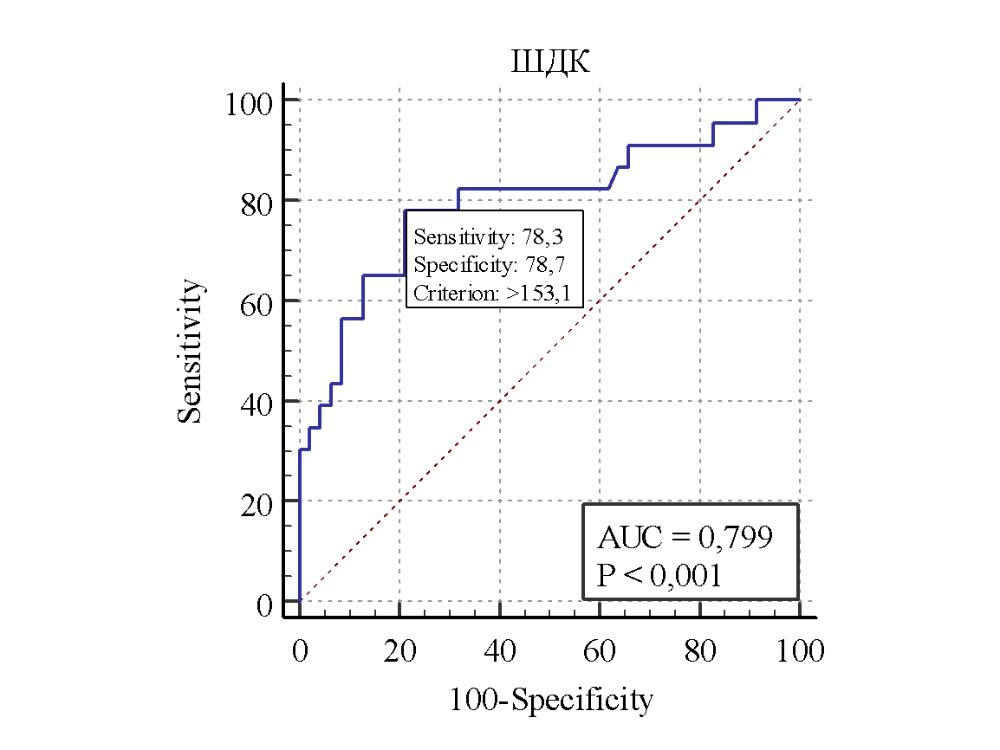 ШДК
100
80
60
40
20
0
Sensitivity
Sensitivity: 78,3
Specificity: 78,7
Criterion: >153,1
AUC = 0,799
P < 0,001
0 20 40 60 80 100
100-Specificity